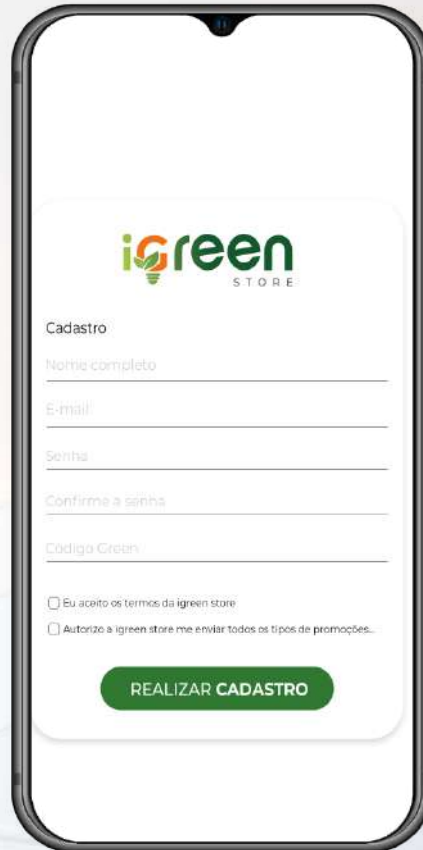 igreen
STORE
Cadastro
Nome completo
E-mail
Senha
Confirme a senha
Código Green
Eu aceito os termos da igreen store
Autorizo a igreen store me enviar todos os tipos de promoções...
REALIZAR CADASTRO